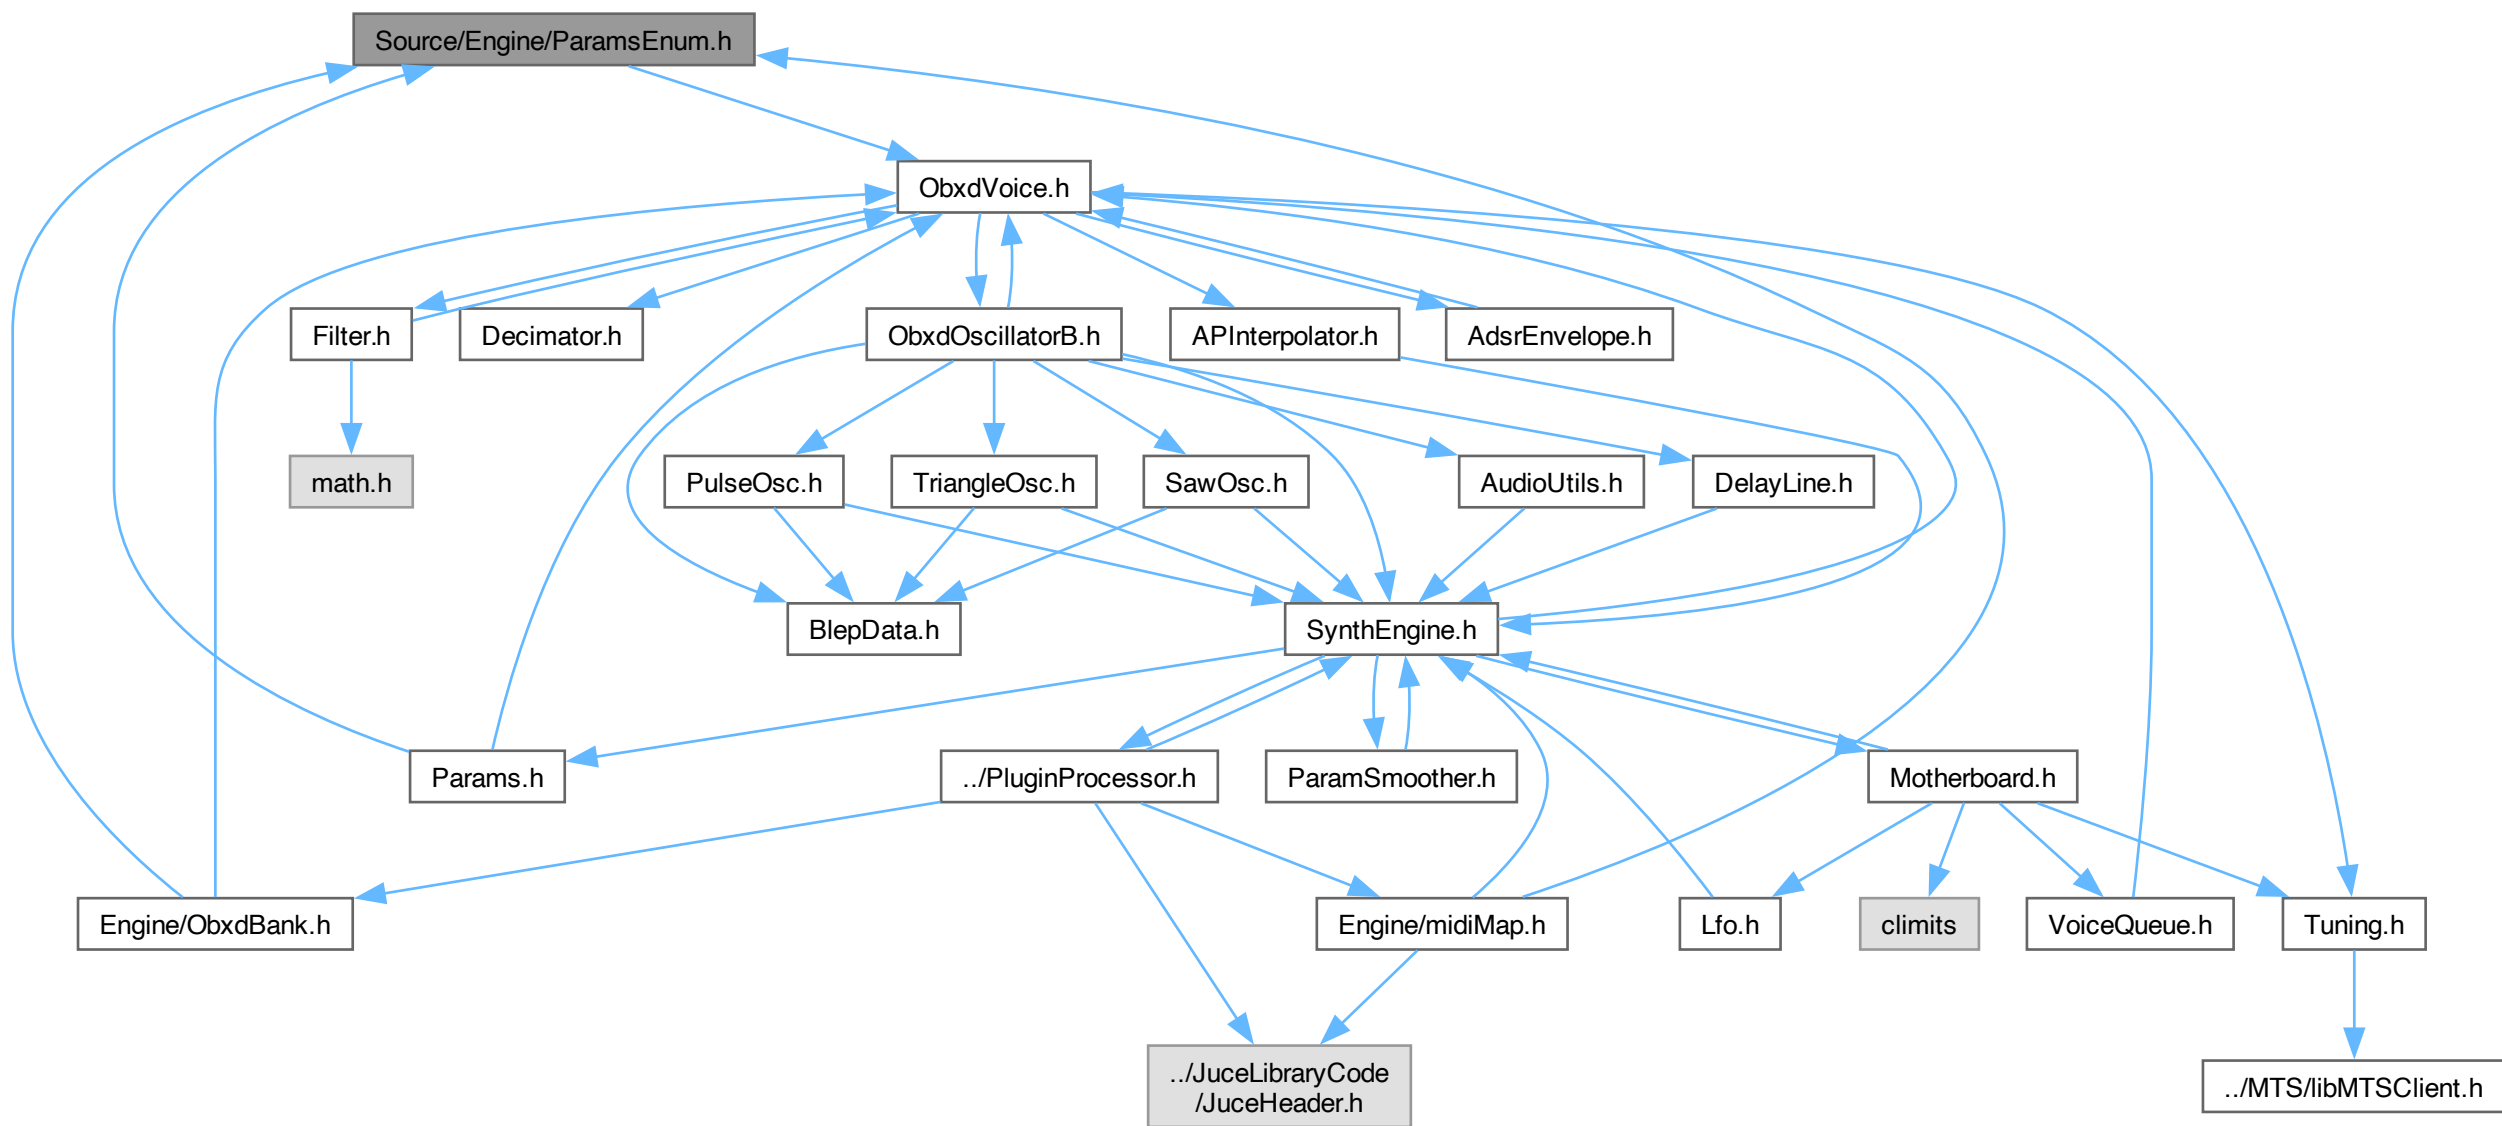 Source/Engine/ParamsEnum.h
ObxdVoice.h
Filter.h
Decimator.h
ObxdOscillatorB.h
APInterpolator.h
AdsrEnvelope.h
math.h
PulseOsc.h
TriangleOsc.h
SawOsc.h
AudioUtils.h
DelayLine.h
BlepData.h
SynthEngine.h
Params.h
../PluginProcessor.h
ParamSmoother.h
Motherboard.h
Engine/ObxdBank.h
Engine/midiMap.h
Lfo.h
climits
VoiceQueue.h
Tuning.h
../JuceLibraryCode
/JuceHeader.h
../MTS/libMTSClient.h